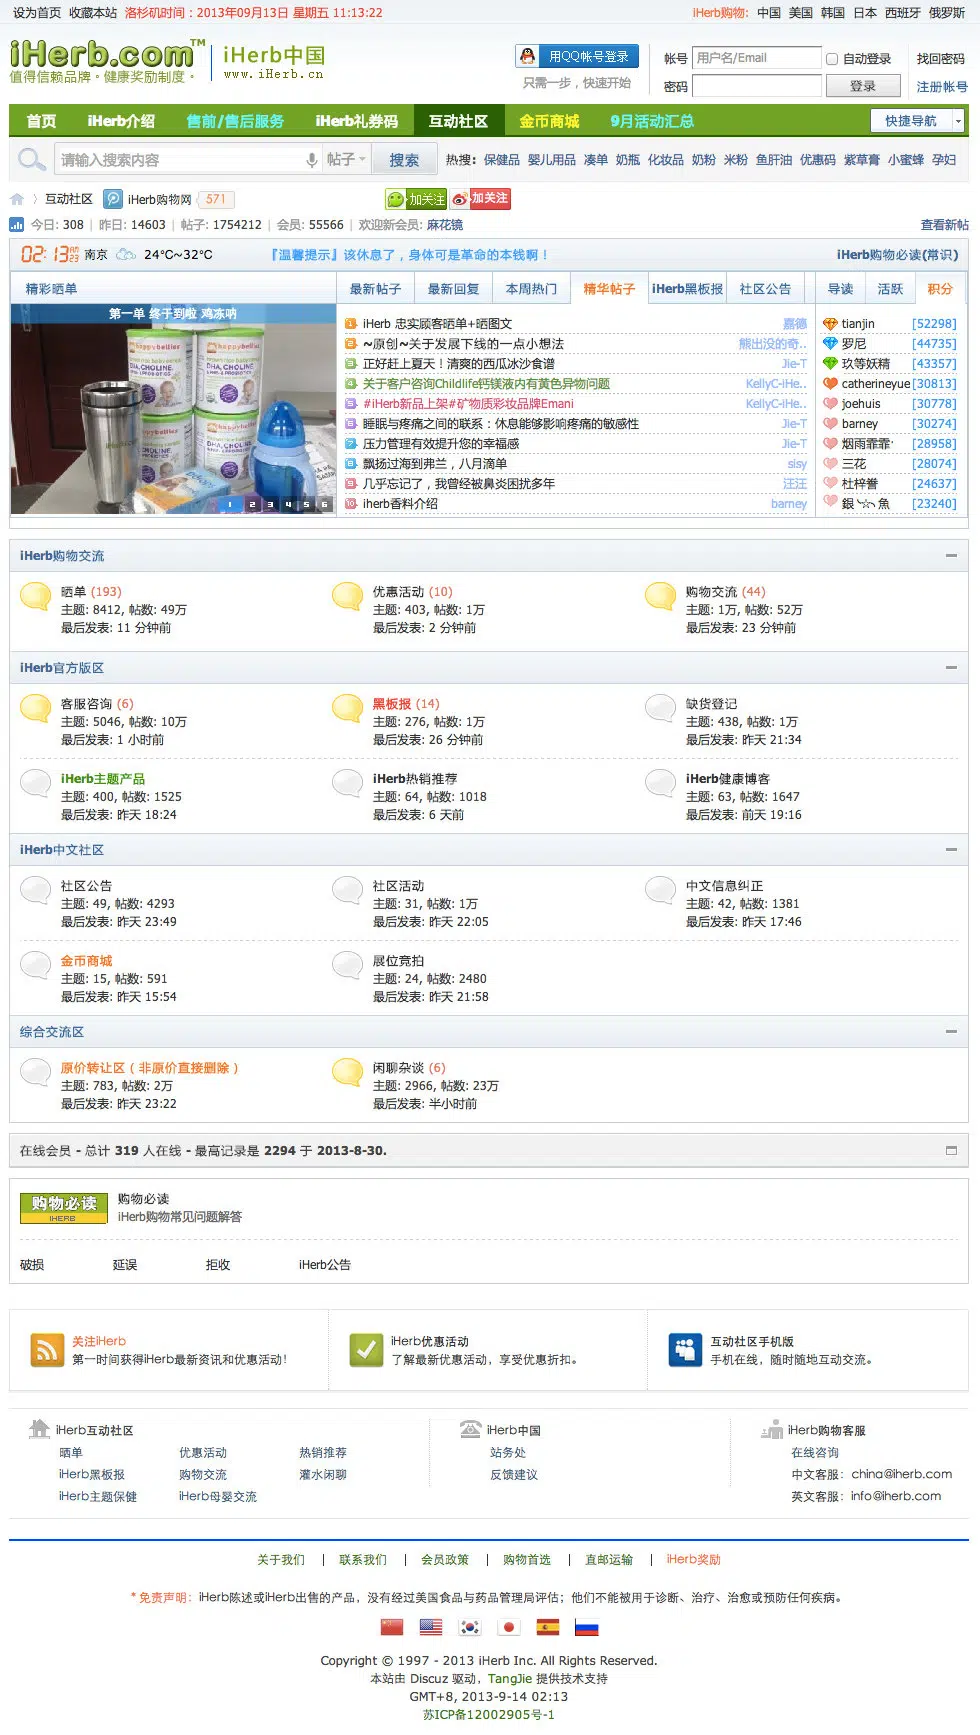 设为首页 收藏本站 洛杉矶时间：2013年09月13日 星期五 11:13:22 iHerb购物: 中国 美国 韩国 日本 西班牙 俄罗斯
iHerb.com™ iHerb中国
值得信赖品牌。健康奖励制度。 www.iHerb.cn
用QQ帐号登录 帐号 用户名/Email 自动登录 找回密码
只需一步，快速开始 密码 登录 注册帐号
首页 iHerb介绍 售前/售后服务 iHerb礼券码 互动社区 金币商城 9月活动汇总 快捷导航
请输入搜索内容 帖子 搜索 热搜: 保健品 婴儿用品 凑单 奶瓶 化妆品 奶粉 米粉 鱼肝油 优惠码 紫草膏 小蜜蜂 孕妇
互动社区 iHerb购物网 571 加关注 加关注
今日: 308 | 昨日: 14603 | 帖子: 1754212 | 会员: 55566 | 欢迎新会员: 麻花镜 查看新帖
02:13 23 南京 24℃~32℃ 『温馨提示』该休息了，身体可是革命的本钱啊！ iHerb购物必读(常识)
精彩晒单 最新帖子 最新回复 本周热门 精华帖子 iHerb黑板报 社区公告 导读 活跃 积分
第一单 终于到啦 鸡冻呐
happybellies
DHA, CHOLINE,
1 2 3 4 5 6
1 iHerb 忠实顾客晒单+晒图文 嘉德
2 ~原创~关于发展下线的一点小想法 熊出没的奇..
3 正好赶上夏天！清爽的西瓜冰沙食谱 Jie-T
4 关于客户咨询Childlife钙镁液内有黄色异物问题 KellyC-iHe..
5 #iHerb新品上架#矿物质彩妆品牌Emani KellyC-iHe..
6 睡眠与疼痛之间的联系：休息能够影响疼痛的敏感性 Jie-T
7 压力管理有效提升您的幸福感 Jie-T
8 飘扬过海到弗兰，八月滴单 sisy
9 几乎忘记了，我曾经被鼻炎困扰多年 汪汪
10 iherb香料介绍 barney
tianjin [52298]
罗尼 [44735]
玖等妖精 [43357]
catherineyue [30813]
joehuis [30778]
barney [30274]
烟雨霏霏· [28958]
三花 [28074]
杜梓誉 [24637]
銀☆魚 [23240]
iHerb购物交流
晒单 (193) 优惠活动 (10) 购物交流 (44)
主题: 8412, 帖数: 49万 主题: 403, 帖数: 1万 主题: 1万, 帖数: 52万
最后发表: 11 分钟前 最后发表: 2 分钟前 最后发表: 23 分钟前
iHerb官方版区
客服咨询 (6) 黑板报 (14) 缺货登记
主题: 5046, 帖数: 10万 主题: 276, 帖数: 1万 主题: 438, 帖数: 1万
最后发表: 1 小时前 最后发表: 26 分钟前 最后发表: 昨天 21:34
iHerb主题产品 iHerb热销推荐 iHerb健康博客
主题: 400, 帖数: 1525 主题: 64, 帖数: 1018 主题: 63, 帖数: 1647
最后发表: 昨天 18:24 最后发表: 6 天前 最后发表: 前天 19:16
iHerb中文社区
社区公告 社区活动 中文信息纠正
主题: 49, 帖数: 4293 主题: 31, 帖数: 1万 主题: 42, 帖数: 1381
最后发表: 昨天 23:49 最后发表: 昨天 22:05 最后发表: 昨天 17:46
金币商城 展位竞拍
主题: 15, 帖数: 591 主题: 24, 帖数: 2480
最后发表: 昨天 15:54 最后发表: 昨天 21:58
综合交流区
原价转让区（非原价直接删除） 闲聊杂谈 (6)
主题: 783, 帖数: 2万 主题: 2966, 帖数: 23万
最后发表: 昨天 23:22 最后发表: 半小时前
在线会员 - 总计 319 人在线 - 最高记录是 2294 于 2013-8-30.
购物必读 购物必读
IHERB iHerb购物常见问题解答
破损 延误 拒收 iHerb公告
关注iHerb iHerb优惠活动 互动社区手机版
第一时间获得iHerb最新资讯和优惠活动！ 了解最新优惠活动，享受优惠折扣。 手机在线，随时随地互动交流。
iHerb互动社区 iHerb中国 iHerb购物客服
晒单 优惠活动 热销推荐 站务处 在线咨询
iHerb黑板报 购物交流 灌水闲聊 反馈建议 中文客服：china@iherb.com
iHerb主题保健 iHerb母婴交流 英文客服：info@iherb.com
关于我们 | 联系我们 | 会员政策 | 购物首选 | 直邮运输 | iHerb奖励
*免责声明：iHerb陈述或iHerb出售的产品，没有经过美国食品与药品管理局评估；他们不能被用于诊断、治疗、治愈或预防任何疾病。
Copyright © 1997 - 2013 iHerb Inc. All Rights Reserved.
本站由 Discuz 驱动，TangJie 提供技术支持
GMT+8, 2013-9-14 02:13
苏ICP备12002905号-1